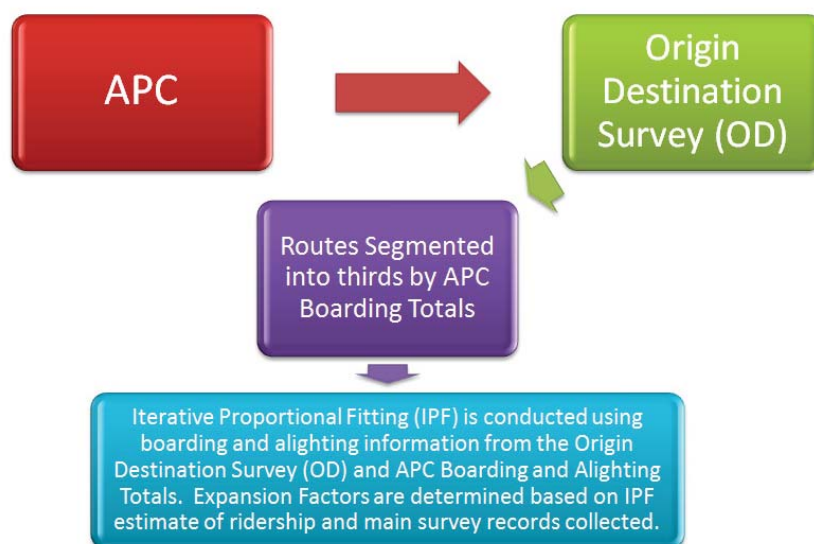 APC
Origin
Destination
Survey (OD)
Routes Segmented
into thirds by APC
Boarding Totals
Iterative Proportional Fitting (IPF) is conducted using
boarding and alighting information from the Origin
Destination Survey (OD) and APC Boarding and Alighting
Totals.  Expansion Factors are determined based on IPF
estimate of ridership and main survey records collected.